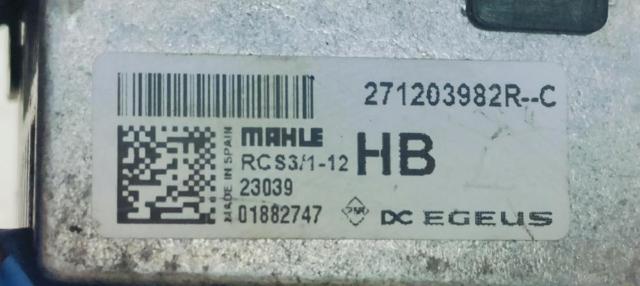 271203982R--C
MADE IN SPAIN
MAHLE
RCS3/1-12
HB
23039
01882747
DC EGEUS